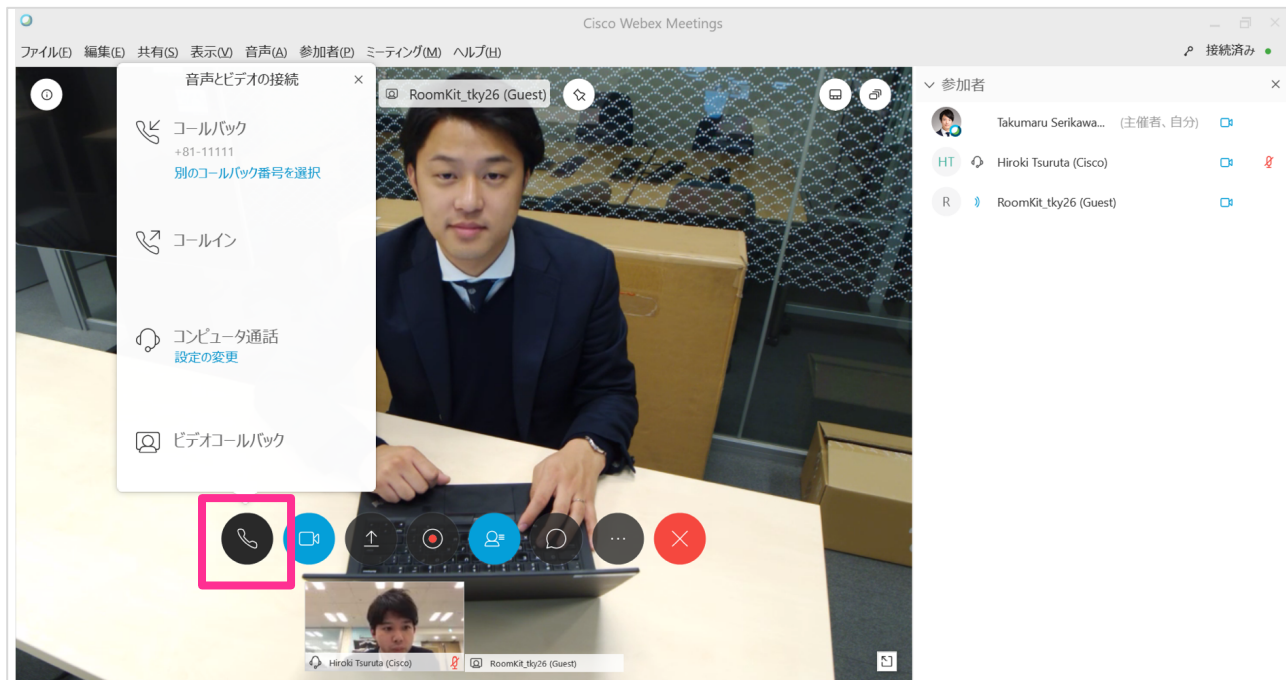 Cisco Webex Meetings
ファイル(F) 編集(E) 共有(S) 表示(V) 音声(A) 参加者(P) ミーティング(M) ヘルプ(H)
接続済み
音声とビデオの接続
コールバック
+81-11111
別のコールバック番号を選択
コールイン
コンピュータ通話
設定の変更
ビデオコールバック
RoomKit_tky26 (Guest)
Hiroki Tsuruta (Cisco)
RoomKit_tky26 (Guest)
参加者
Takumaru Serikawa... (主催者、自分)
HT Hiroki Tsuruta (Cisco)
R RoomKit_tky26 (Guest)